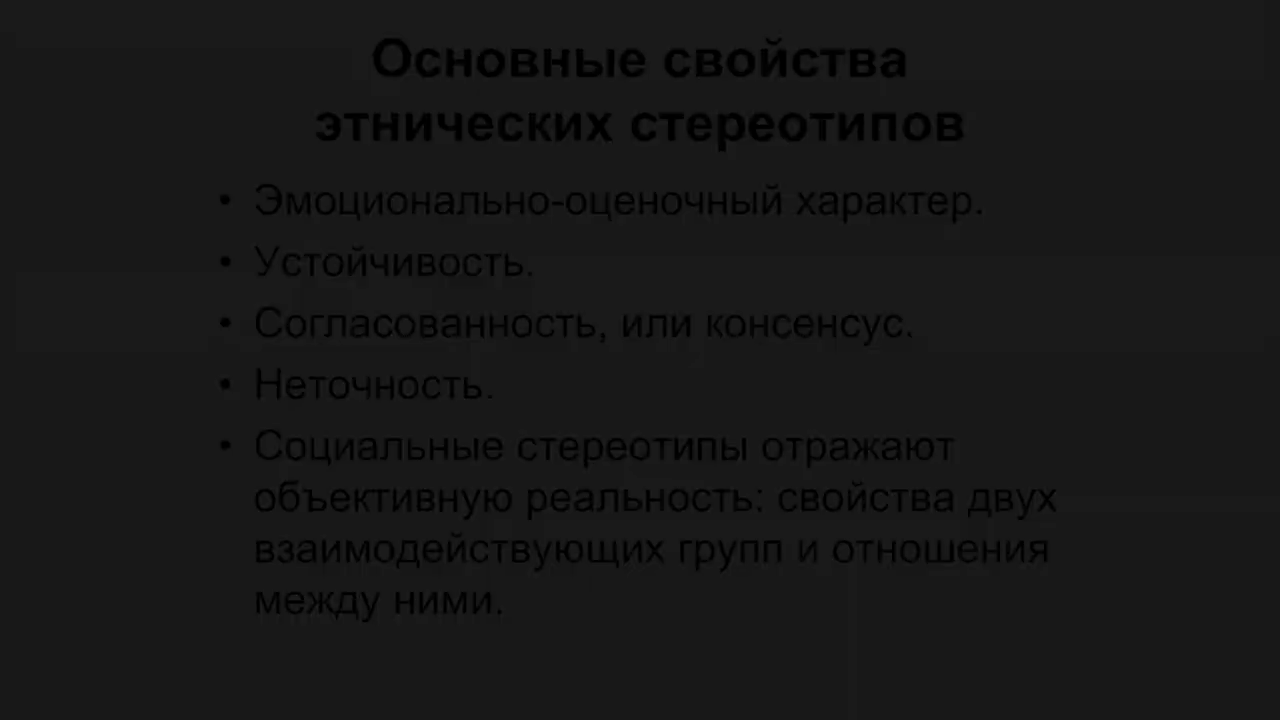 Основные свойства
этнических стереотипов
• Эмоционально-оценочный характер.
• Устойчивость.
• Согласованность, или консенсус.
• Неточность.
• Социальные стереотипы отражают
объективную реальность: свойства двух
взаимодействующих групп и отношения
между ними.